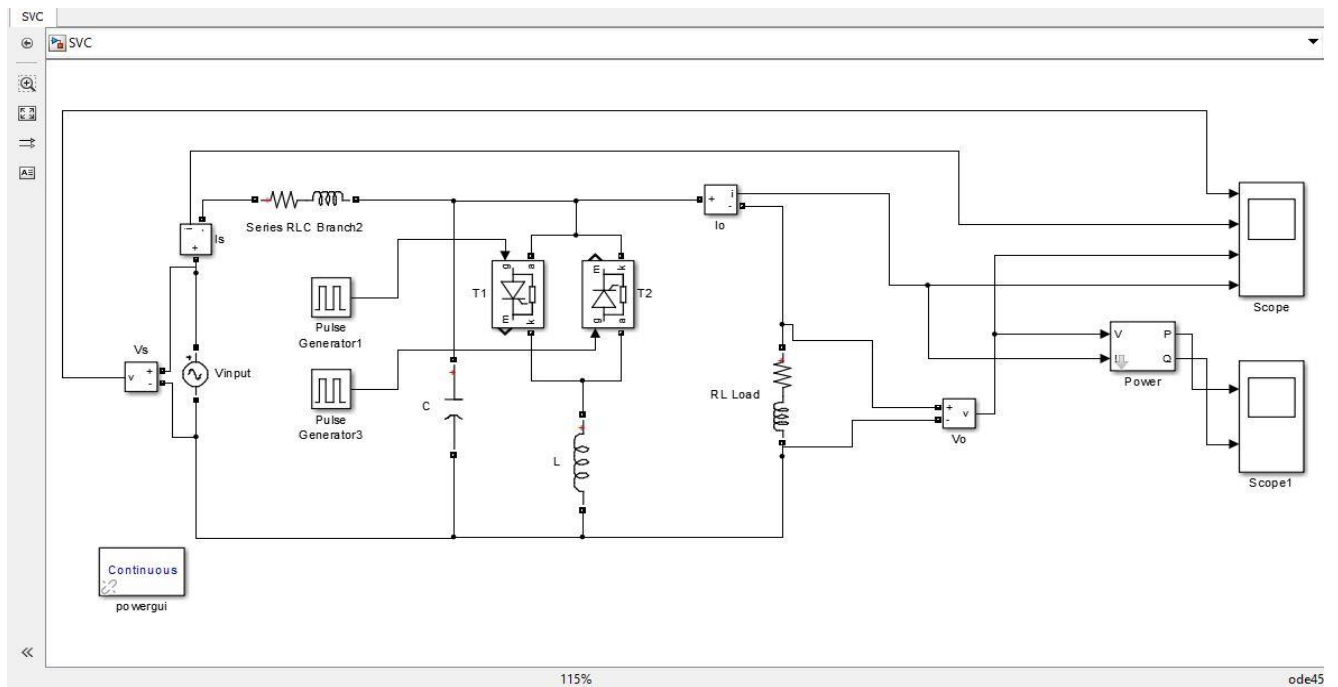 SVC
SVC
Is
Series RLC Branch2
i
-
+
+
i
-
Io
g
a
T1
m
k
m
k
T2
g
a
Pulse
Generator1
Pulse
Generator3
Vs
v
+
-
+
Vinput
+
C
+
L
+
RL Load
+
-
v
Vo
V
I
P
Q
Power
Scope
Scope1
Continuous
powergui
115%
ode45